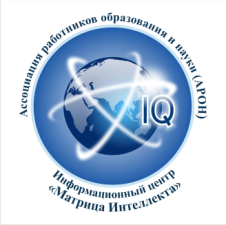 Ассоциация работников образования и науки (АРОН)
IQ
Информационный центр
«Матрица Интеллекта»